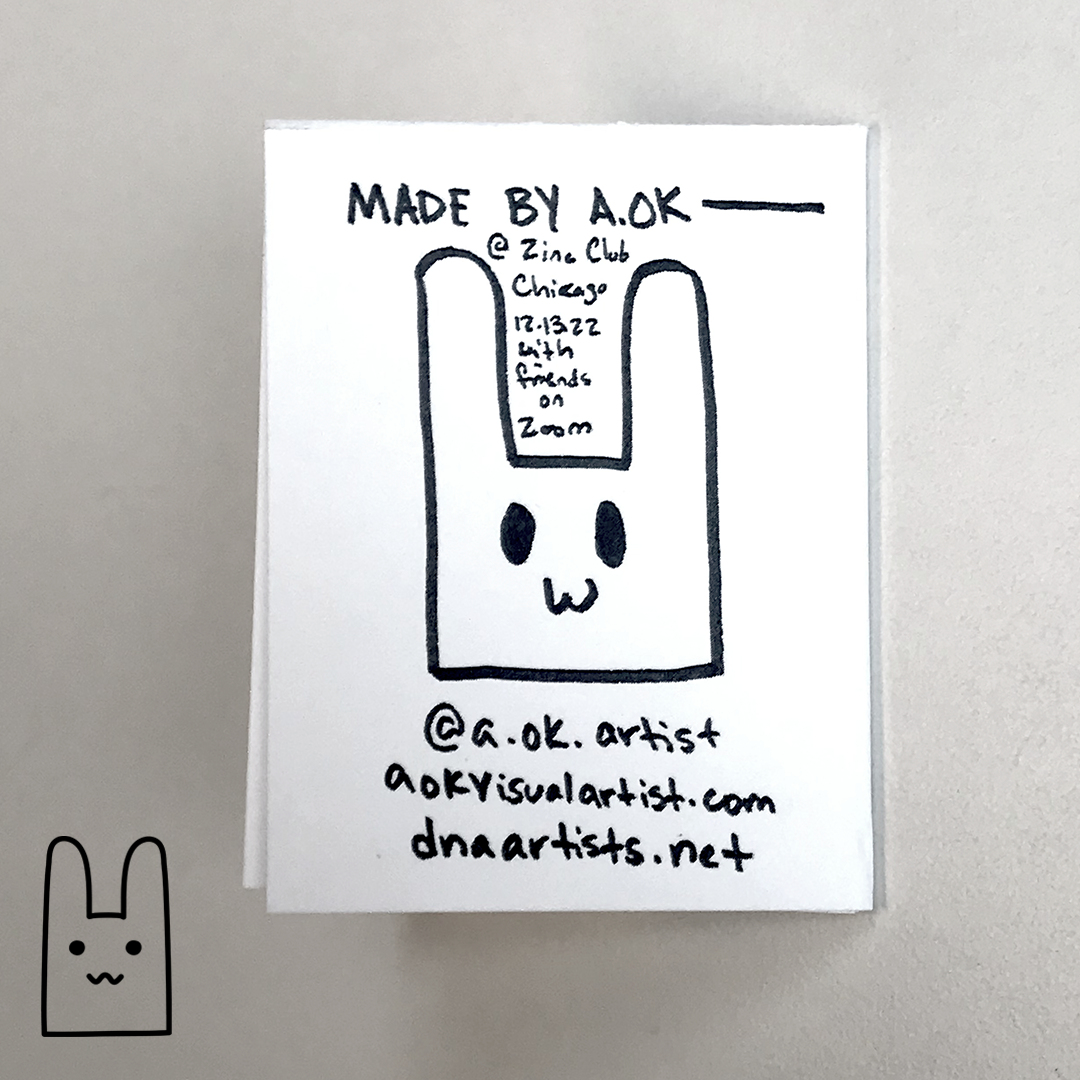 MADE BY A.OK
@ Zine Club
Chicago
12.13.22
with
friends
on
Zoom
@a.ok.artist
aokvisualartist.com
dnaartists.net